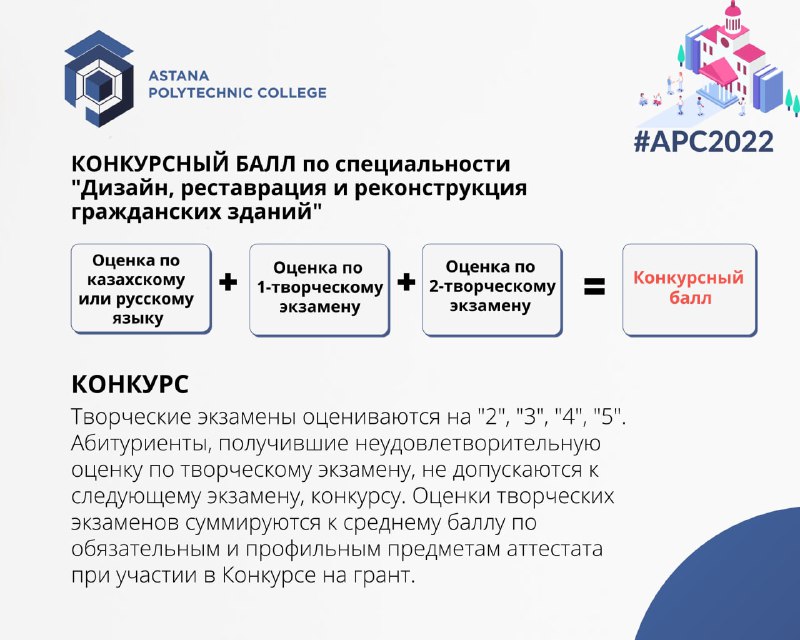 ASTANA
POLYTECHNIC COLLEGE
#APC2022
КОНКУРСНЫЙ БАЛЛ по специальности
"Дизайн, реставрация и реконструкция
гражданских зданий"
Оценка по
казахскому
или русскому
языку
+
Оценка по
1-творческому
экзамену
+
Оценка по
2-творческому
экзамену
=
Конкурсный
балл
КОНКУРС
Творческие экзамены оцениваются на "2", "3", "4", "5".
Абитуриенты, получившие неудовлетворительную
оценку по творческому экзамену, не допускаются к
следующему экзамену, конкурсу. Оценки творческих
экзаменов суммируются к среднему баллу по
обязательным и профильным предметам аттестата
при участии в Конкурсе на грант.